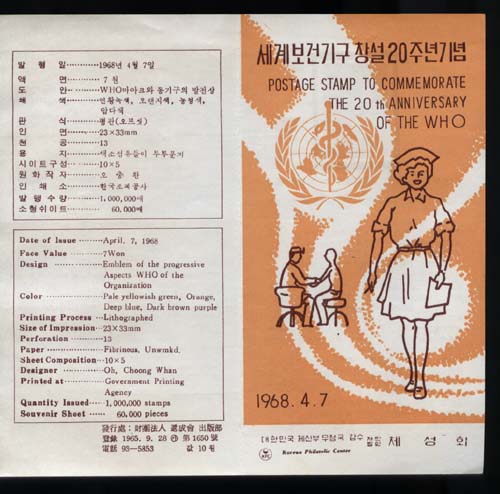 발 행 일 ········ 1968년 4월 7일
액 면 ········ 7 원
도 안 ········ WHO마아크와 동기구의 발전상
색 ········ 연황녹색, 오랜지색, 농청색,
암다색
판 식 ········ 평판(오프셋)
인 면 ········ 23×33mm
천 공 ········ 13
용 지 ········ 색소섬유들이 무투문지
시이트구성 ········ 10×5
원화작자 ········ 오 충 환
인 쇄 소 ········ 한국조폐공사
발행수량 ········ 1,000,000매
소형쉬이트 ········ 60,000매
Date of Issue ········ April. 7, 1968
Face Value ········ 7Won
Design ········ Emblem of the progressive
Aspects WHO of the
Organization
Color ········ Pale yellowish green, Orange,
Deep blue, Dark brown purple
Printing Process ········ Lithographed
Size of Impression ········ 23×33mm
Perforation ········ 13
Paper ········ Fibrinous, Unwmkd.
Sheet Composition ········ 10×5
Designer ········ Oh, Choong Whan
Printed at ········ Government Printing
Agency
Quantity Issued ········ 1,000,000 stamps
Souvenir Sheet ········ 60,000 pieces
發行處: 財團法人 遞成會 出版部
登錄 1965. 9. 28 第 1650號
電話 93-5853 값 10원
세계보건기구 창설 20주년기념
POSTAGE STAMP TO COMMEMORATE
THE 20 th ANNIVERSARY
OF THE WHO
1968. 4. 7
대한민국 체신부 우정국 감수 체 성 회
KPC
Korean Philatelic Center